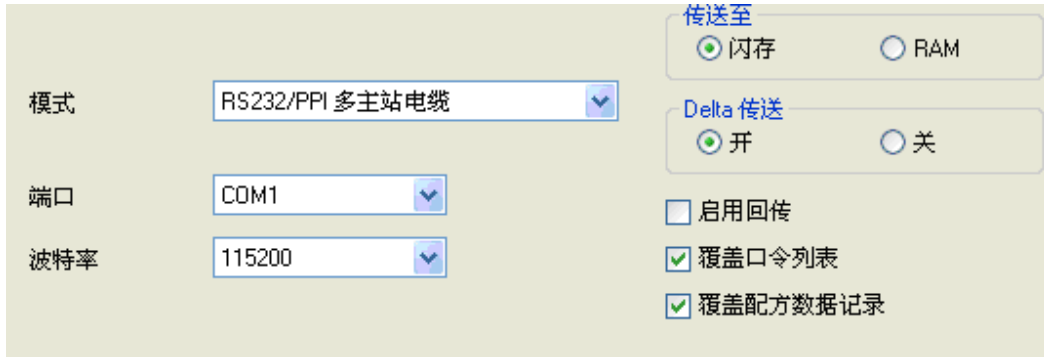 传送至
闪存 RAM
模式 RS232/PPI 多主站电缆
Delta 传送
开 关
端口 COM1
启用回传
波特率 115200
覆盖口令列表
覆盖配方数据记录